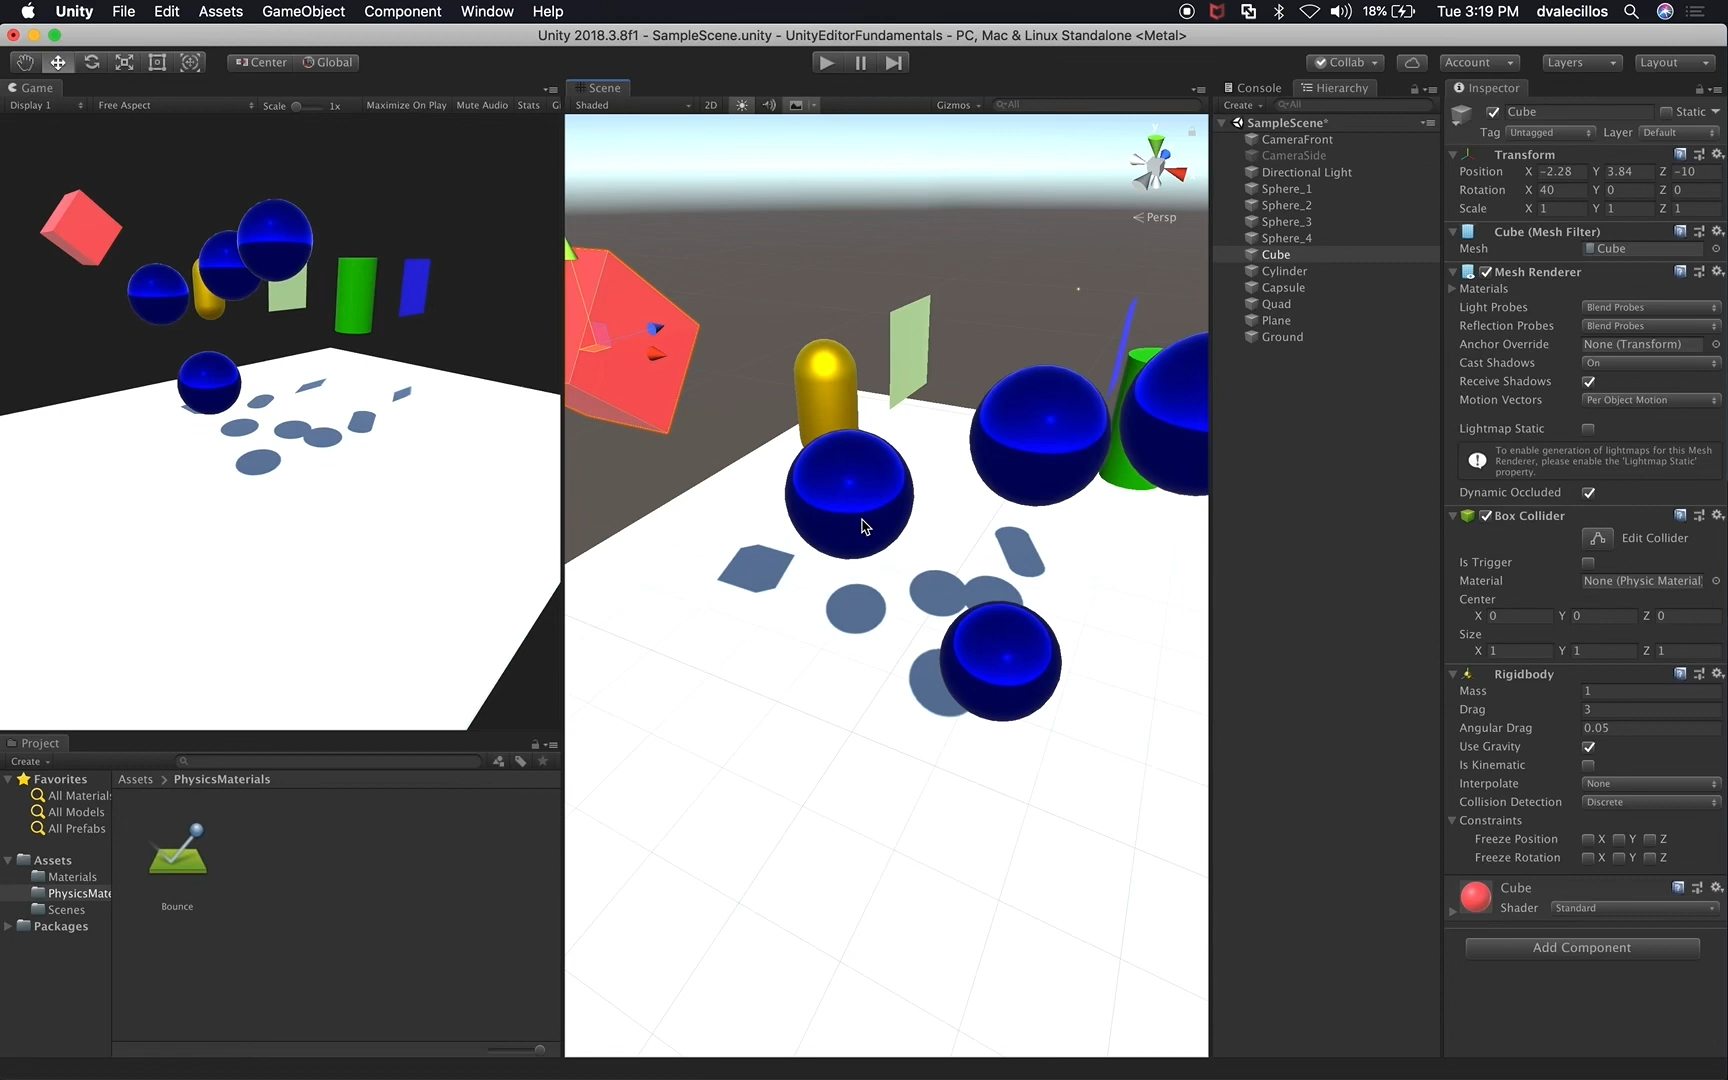 Unity File Edit Assets GameObject Component Window Help 18% Tue 3:19 PM dvalecillos
Unity 2018.3.8f1 - SampleScene.unity - UnityEditorFundamentals - PC, Mac & Linux Standalone <Metal>
Center Global Collab Account Layers Layout
Game
Display 1 Free Aspect Scale 1x Maximize On Play Mute Audio Stats Gi
Scene
Shaded 2D Gizmos All
Persp
Console Hierarchy
Create All
SampleScene*
CameraFront
CameraSide
Directional Light
Sphere_1
Sphere_2
Sphere_3
Sphere_4
Cube
Cylinder
Capsule
Quad
Plane
Ground
Inspector
Cube Static
Tag Untagged Layer Default
Transform
Position X -2.28 Y 3.84 Z -10
Rotation X 40 Y 0 Z 0
Scale X 1 Y 1 Z 1
Cube (Mesh Filter)
Mesh Cube
Mesh Renderer
Materials
Light Probes Blend Probes
Reflection Probes Blend Probes
Anchor Override None (Transform)
Cast Shadows On
Receive Shadows
Motion Vectors Per Object Motion
Lightmap Static
To enable generation of lightmaps for this Mesh
Renderer, please enable the 'Lightmap Static'
property.
Dynamic Occluded
Box Collider
Edit Collider
Is Trigger
Material None (Physic Material)
Center
X 0 Y 0 Z 0
Size
X 1 Y 1 Z 1
Rigidbody
Mass 1
Drag 3
Angular Drag 0.05
Use Gravity
Is Kinematic
Interpolate None
Collision Detection Discrete
Constraints
Freeze Position X Y Z
Freeze Rotation X Y Z
Cube
Shader Standard
Add Component
Project
Create
Favorites
All Materials
All Models
All Prefabs
Assets
Materials
PhysicsMate
Scenes
Packages
Assets > PhysicsMaterials
Bounce